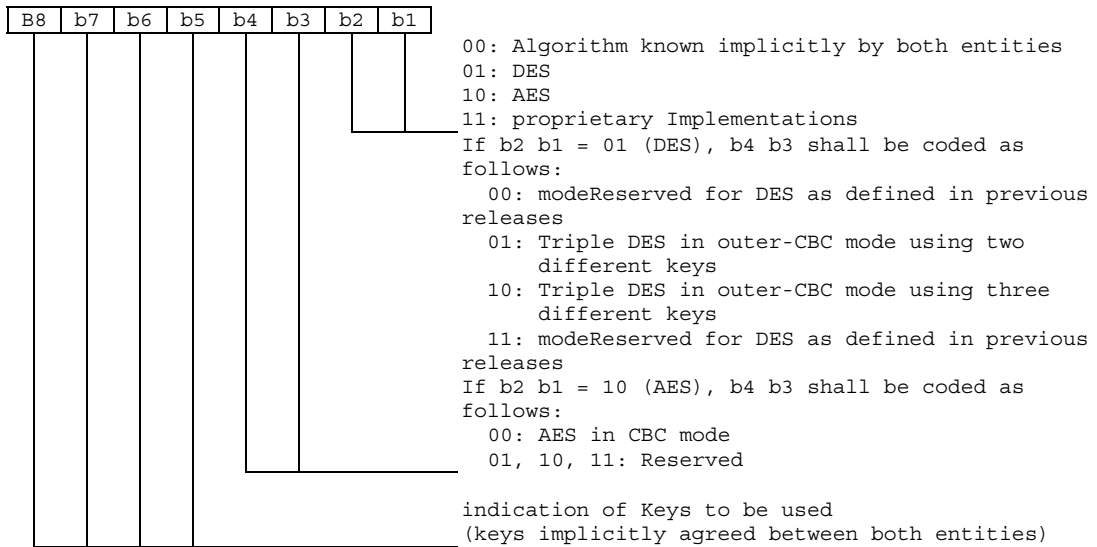 B8 b7 b6 b5 b4 b3 b2 b1
00: Algorithm known implicitly by both entities
01: DES
10: AES
11: proprietary Implementations
If b2 b1 = 01 (DES), b4 b3 shall be coded as
follows:
00: modeReserved for DES as defined in previous
releases
01: Triple DES in outer-CBC mode using two
different keys
10: Triple DES in outer-CBC mode using three
different keys
11: modeReserved for DES as defined in previous
releases
If b2 b1 = 10 (AES), b4 b3 shall be coded as
follows:
00: AES in CBC mode
01, 10, 11: Reserved
indication of Keys to be used
(keys implicitly agreed between both entities)